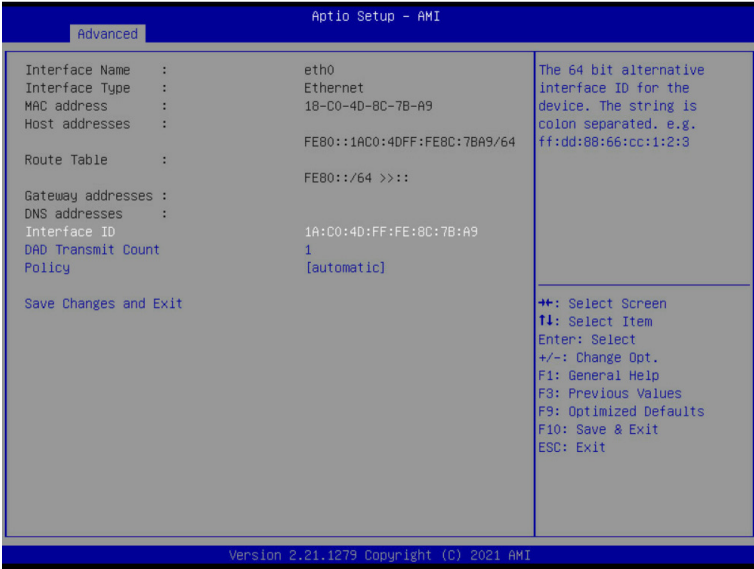 Aptio Setup – AMI
Advanced
Interface Name : eth0
Interface Type : Ethernet
MAC address : 18-C0-4D-8C-7B-A9
Host addresses :
FE80::1AC0:4DFF:FE8C:7BA9/64
Route Table :
FE80::/64 >>::
Gateway addresses :
DNS addresses :
Interface ID 1A:C0:4D:FF:FE:8C:7B:A9
DAD Transmit Count 1
Policy [automatic]
Save Changes and Exit
The 64 bit alternative
interface ID for the
device. The string is
colon separated. e.g.
ff:dd:88:66:cc:1:2:3
→←: Select Screen
↑↓: Select Item
Enter: Select
+/-: Change Opt.
F1: General Help
F3: Previous Values
F9: Optimized Defaults
F10: Save & Exit
ESC: Exit
Version 2.21.1279 Copyright (C) 2021 AMI